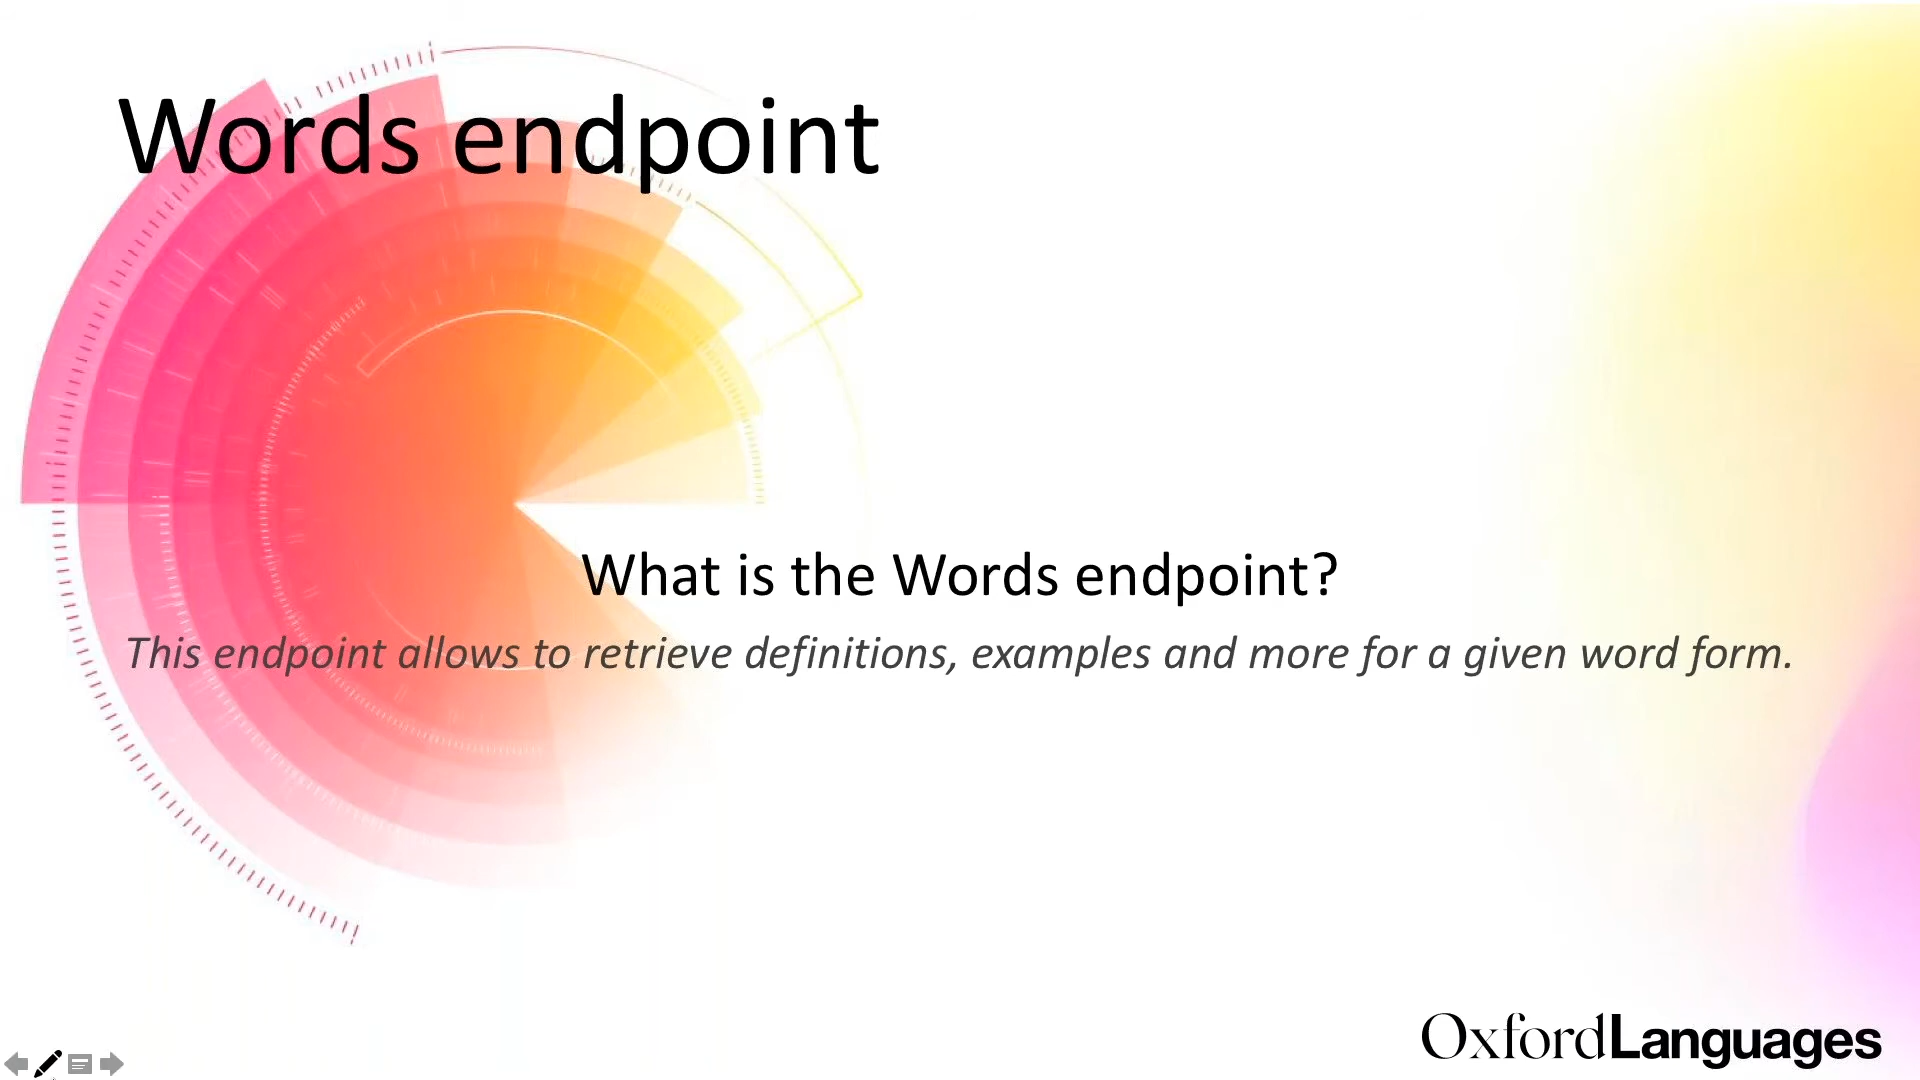 Words endpoint
What is the Words endpoint?
This endpoint allows to retrieve definitions, examples and more for a given word form.
OxfordLanguages